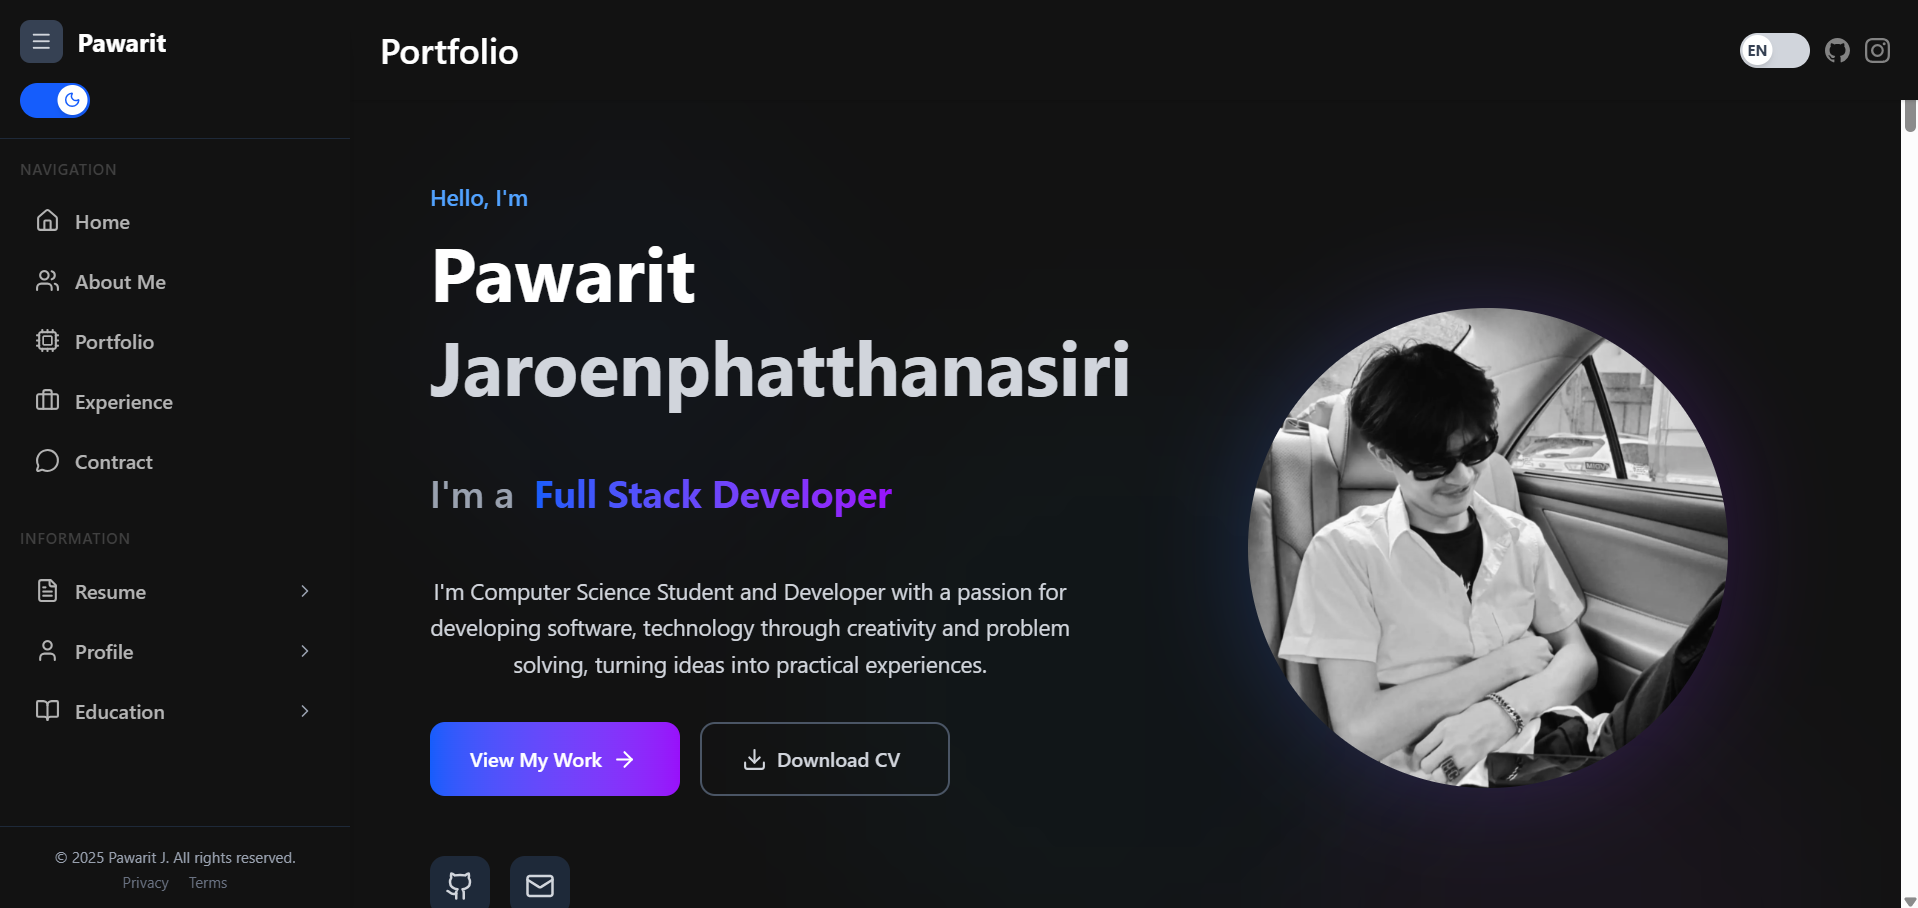 Pawarit
Portfolio
EN
NAVIGATION
Home
About Me
Portfolio
Experience
Contract
INFORMATION
Resume
Profile
Education
© 2025 Pawarit J. All rights reserved.
Privacy Terms
Hello, I'm
Pawarit
Jaroenphatthanasiri
I'm a Full Stack Developer
I'm Computer Science Student and Developer with a passion for
developing software, technology through creativity and problem
solving, turning ideas into practical experiences.
View My Work
Download CV